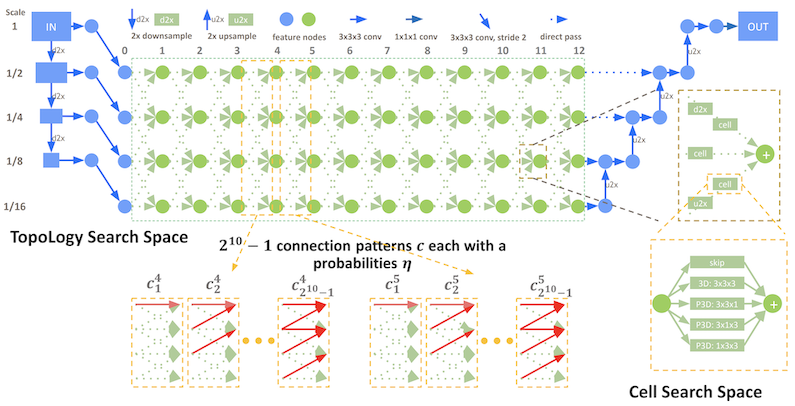 Scale
1
IN
d2x d2x
2x downsample
u2x u2x
2x upsample
feature nodes
3x3x3 conv
1x1x1 conv
3x3x3 conv, stride 2
direct pass
u2x
OUT
d2x
0 1 2 3 4 5 6 7 8 9 10 11 12
1/2
u2x
d2x
1/4
u2x
d2x
1/8
u2x
1/16
d2x
cell
cell
+
cell
u2x
TopoLogy Search Space
2^10 − 1 connection patterns c each with a
probabilities η
c_1^4 c_2^4 c_{2^10−1}^4 c_1^5 c_2^5 c_{2^10−1}^5
skip
3D: 3x3x3
P3D: 3x3x1
+
P3D: 3x1x3
P3D: 1x3x3
Cell Search Space